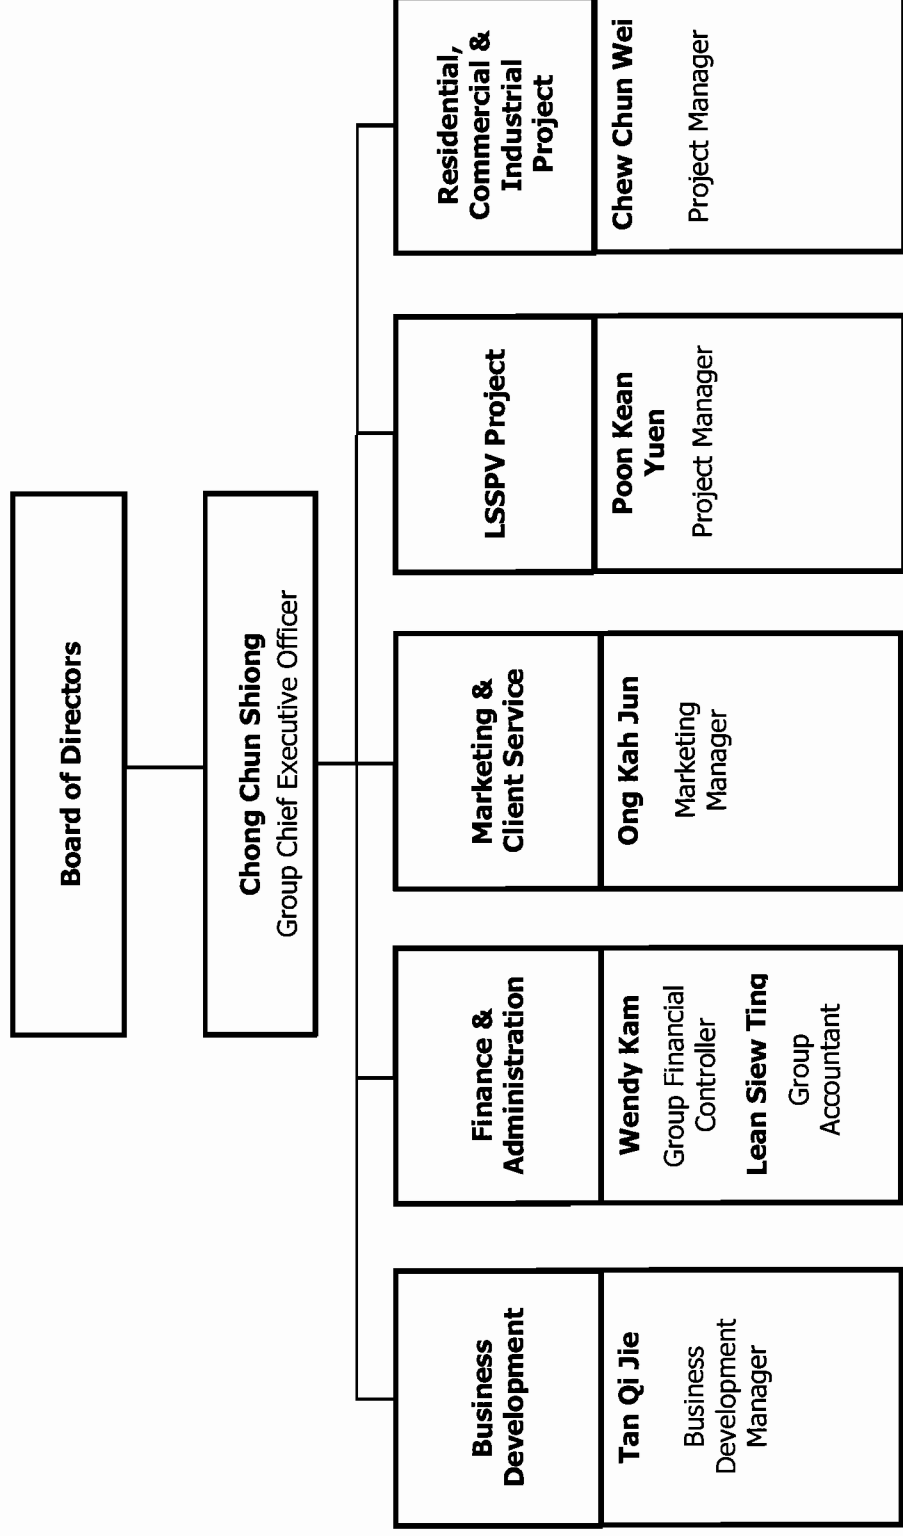 Board of Directors
Chong Chun Shiong
Group Chief Executive Officer
Business
Development
Tan Qi Jie
Business
Development
Manager
Finance &
Administration
Wendy Kam
Group Financial
Controller
Lean Siew Ting
Group
Accountant
Marketing &
Client Service
Ong Kah Jun
Marketing
Manager
LSSPV Project
Poon Kean
Yuen
Project Manager
Residential,
Commercial &
Industrial
Project
Chew Chun Wei
Project Manager